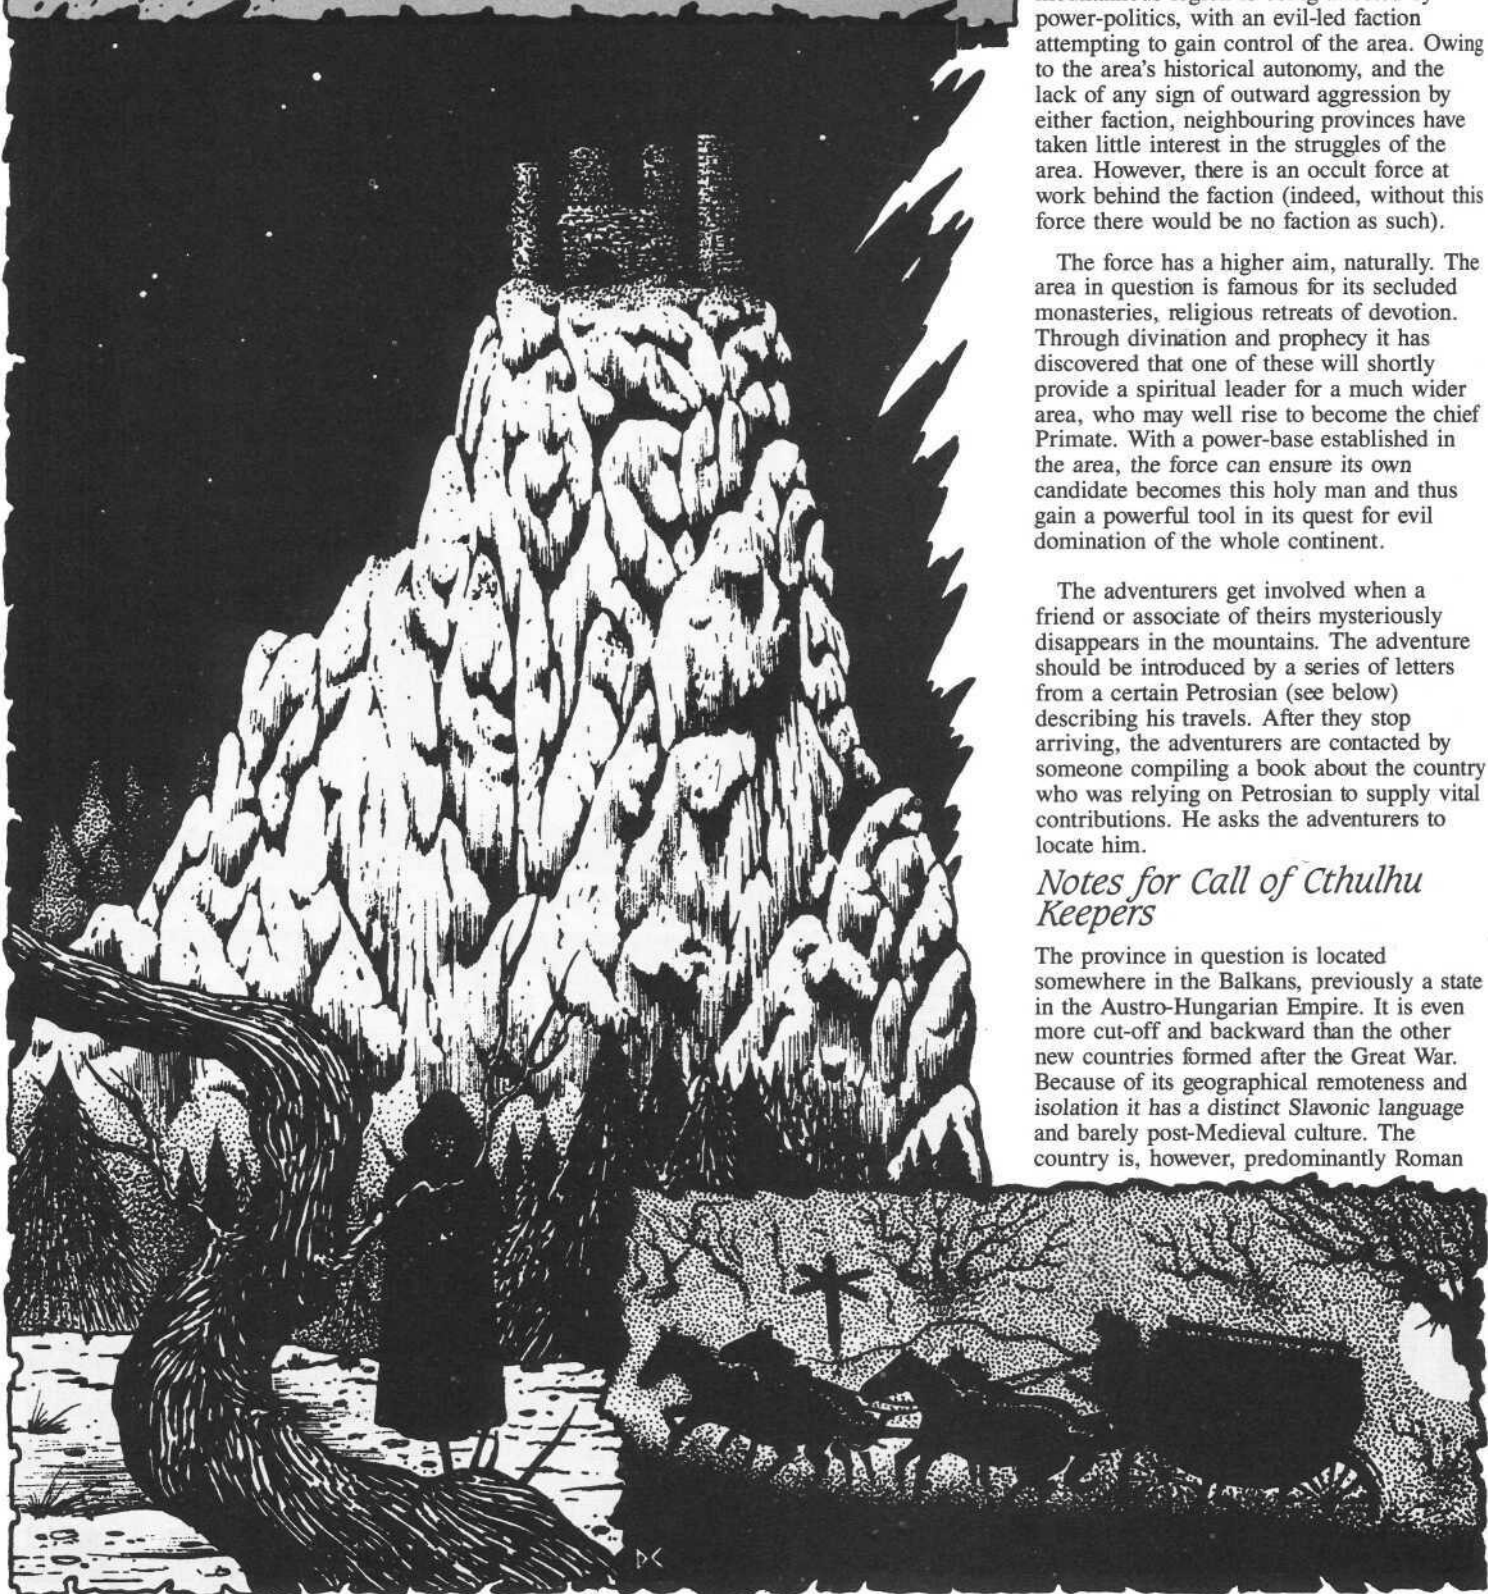 power-politics, with an evil-led faction
attempting to gain control of the area. Owing
to the area's historical autonomy, and the
lack of any sign of outward aggression by
either faction, neighbouring provinces have
taken little interest in the struggles of the
area. However, there is an occult force at
work behind the faction (indeed, without this
force there would be no faction as such).
The force has a higher aim, naturally. The
area in question is famous for its secluded
monasteries, religious retreats of devotion.
Through divination and prophecy it has
discovered that one of these will shortly
provide a spiritual leader for a much wider
area, who may well rise to become the chief
Primate. With a power-base established in
the area, the force can ensure its own
candidate becomes this holy man and thus
gain a powerful tool in its quest for evil
domination of the whole continent.
The adventurers get involved when a
friend or associate of theirs mysteriously
disappears in the mountains. The adventure
should be introduced by a series of letters
from a certain Petrosian (see below)
describing his travels. After they stop
arriving, the adventurers are contacted by
someone compiling a book about the country
who was relying on Petrosian to supply vital
contributions. He asks the adventurers to
locate him.
Notes for Call of Cthulhu
Keepers
The province in question is located
somewhere in the Balkans, previously a state
in the Austro-Hungarian Empire. It is even
more cut-off and backward than the other
new countries formed after the Great War.
Because of its geographical remoteness and
isolation it has a distinct Slavonic language
and barely post-Medieval culture. The
country is, however, predominantly Roman
PC